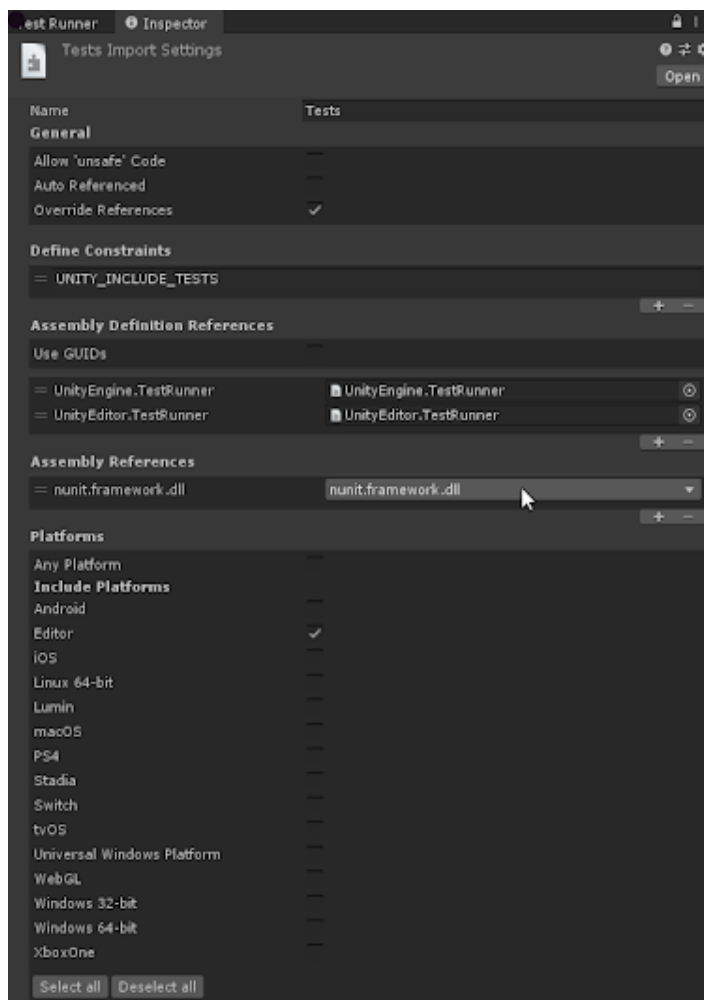 est Runner Inspector
Tests Import Settings
Open
Name Tests
General
Allow 'unsafe' Code
Auto Referenced
Override References
Define Constraints
= UNITY_INCLUDE_TESTS
+ -
Assembly Definition References
Use GUIDs
= UnityEngine.TestRunner UnityEngine.TestRunner
= UnityEditor.TestRunner UnityEditor.TestRunner
+ -
Assembly References
= nunit.framework.dll nunit.framework.dll
+ -
Platforms
Any Platform
Include Platforms
Android
Editor
iOS
Linux 64-bit
Lumin
macOS
PS4
Stadia
Switch
tvOS
Universal Windows Platform
WebGL
Windows 32-bit
Windows 64-bit
XboxOne
Select all Deselect all